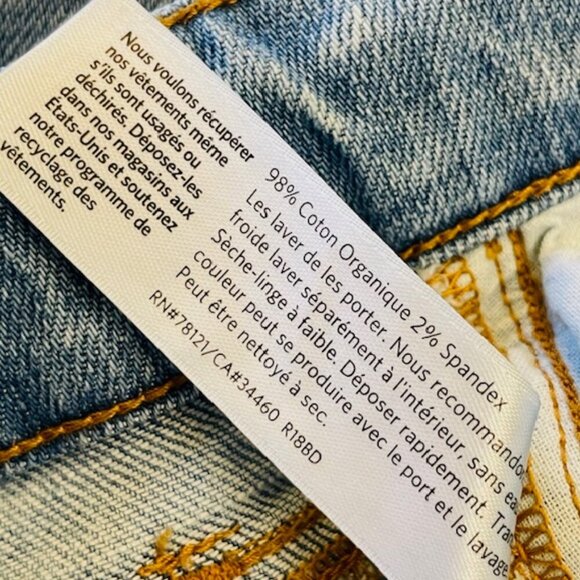 Nous voulons récupérer
nos vêtements même
s'ils sont usagés ou
déchirés. Déposez-les
dans nos magasins aux
États-Unis et soutenez
notre programme de
recyclage des
vêtements.
98% Coton Organique 2% Spandex
Les laver de les porter. Nous recommandon
froide laver séparément à l'intérieur, sans eau
Sèche-linge à faible. Déposer rapidement. Tran
couleur peut se produire avec le port et le lavage
Peut être nettoyé à sec.
RN#78121/CA#34460 R18BD